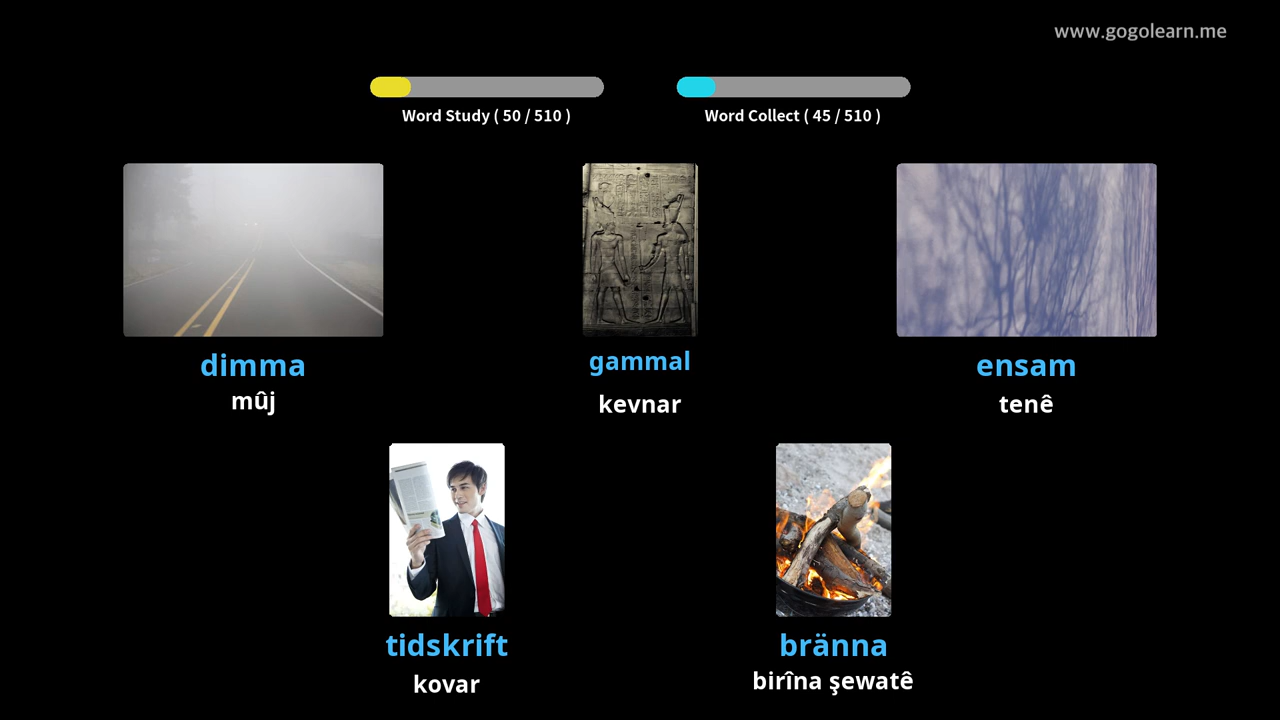 www.gogolearn.me
Word Study ( 50 / 510 )
Word Collect ( 45 / 510 )
dimma
mûj
gammal
kevnar
ensam
tenê
tidskrift
kovar
bränna
birîna şewatê